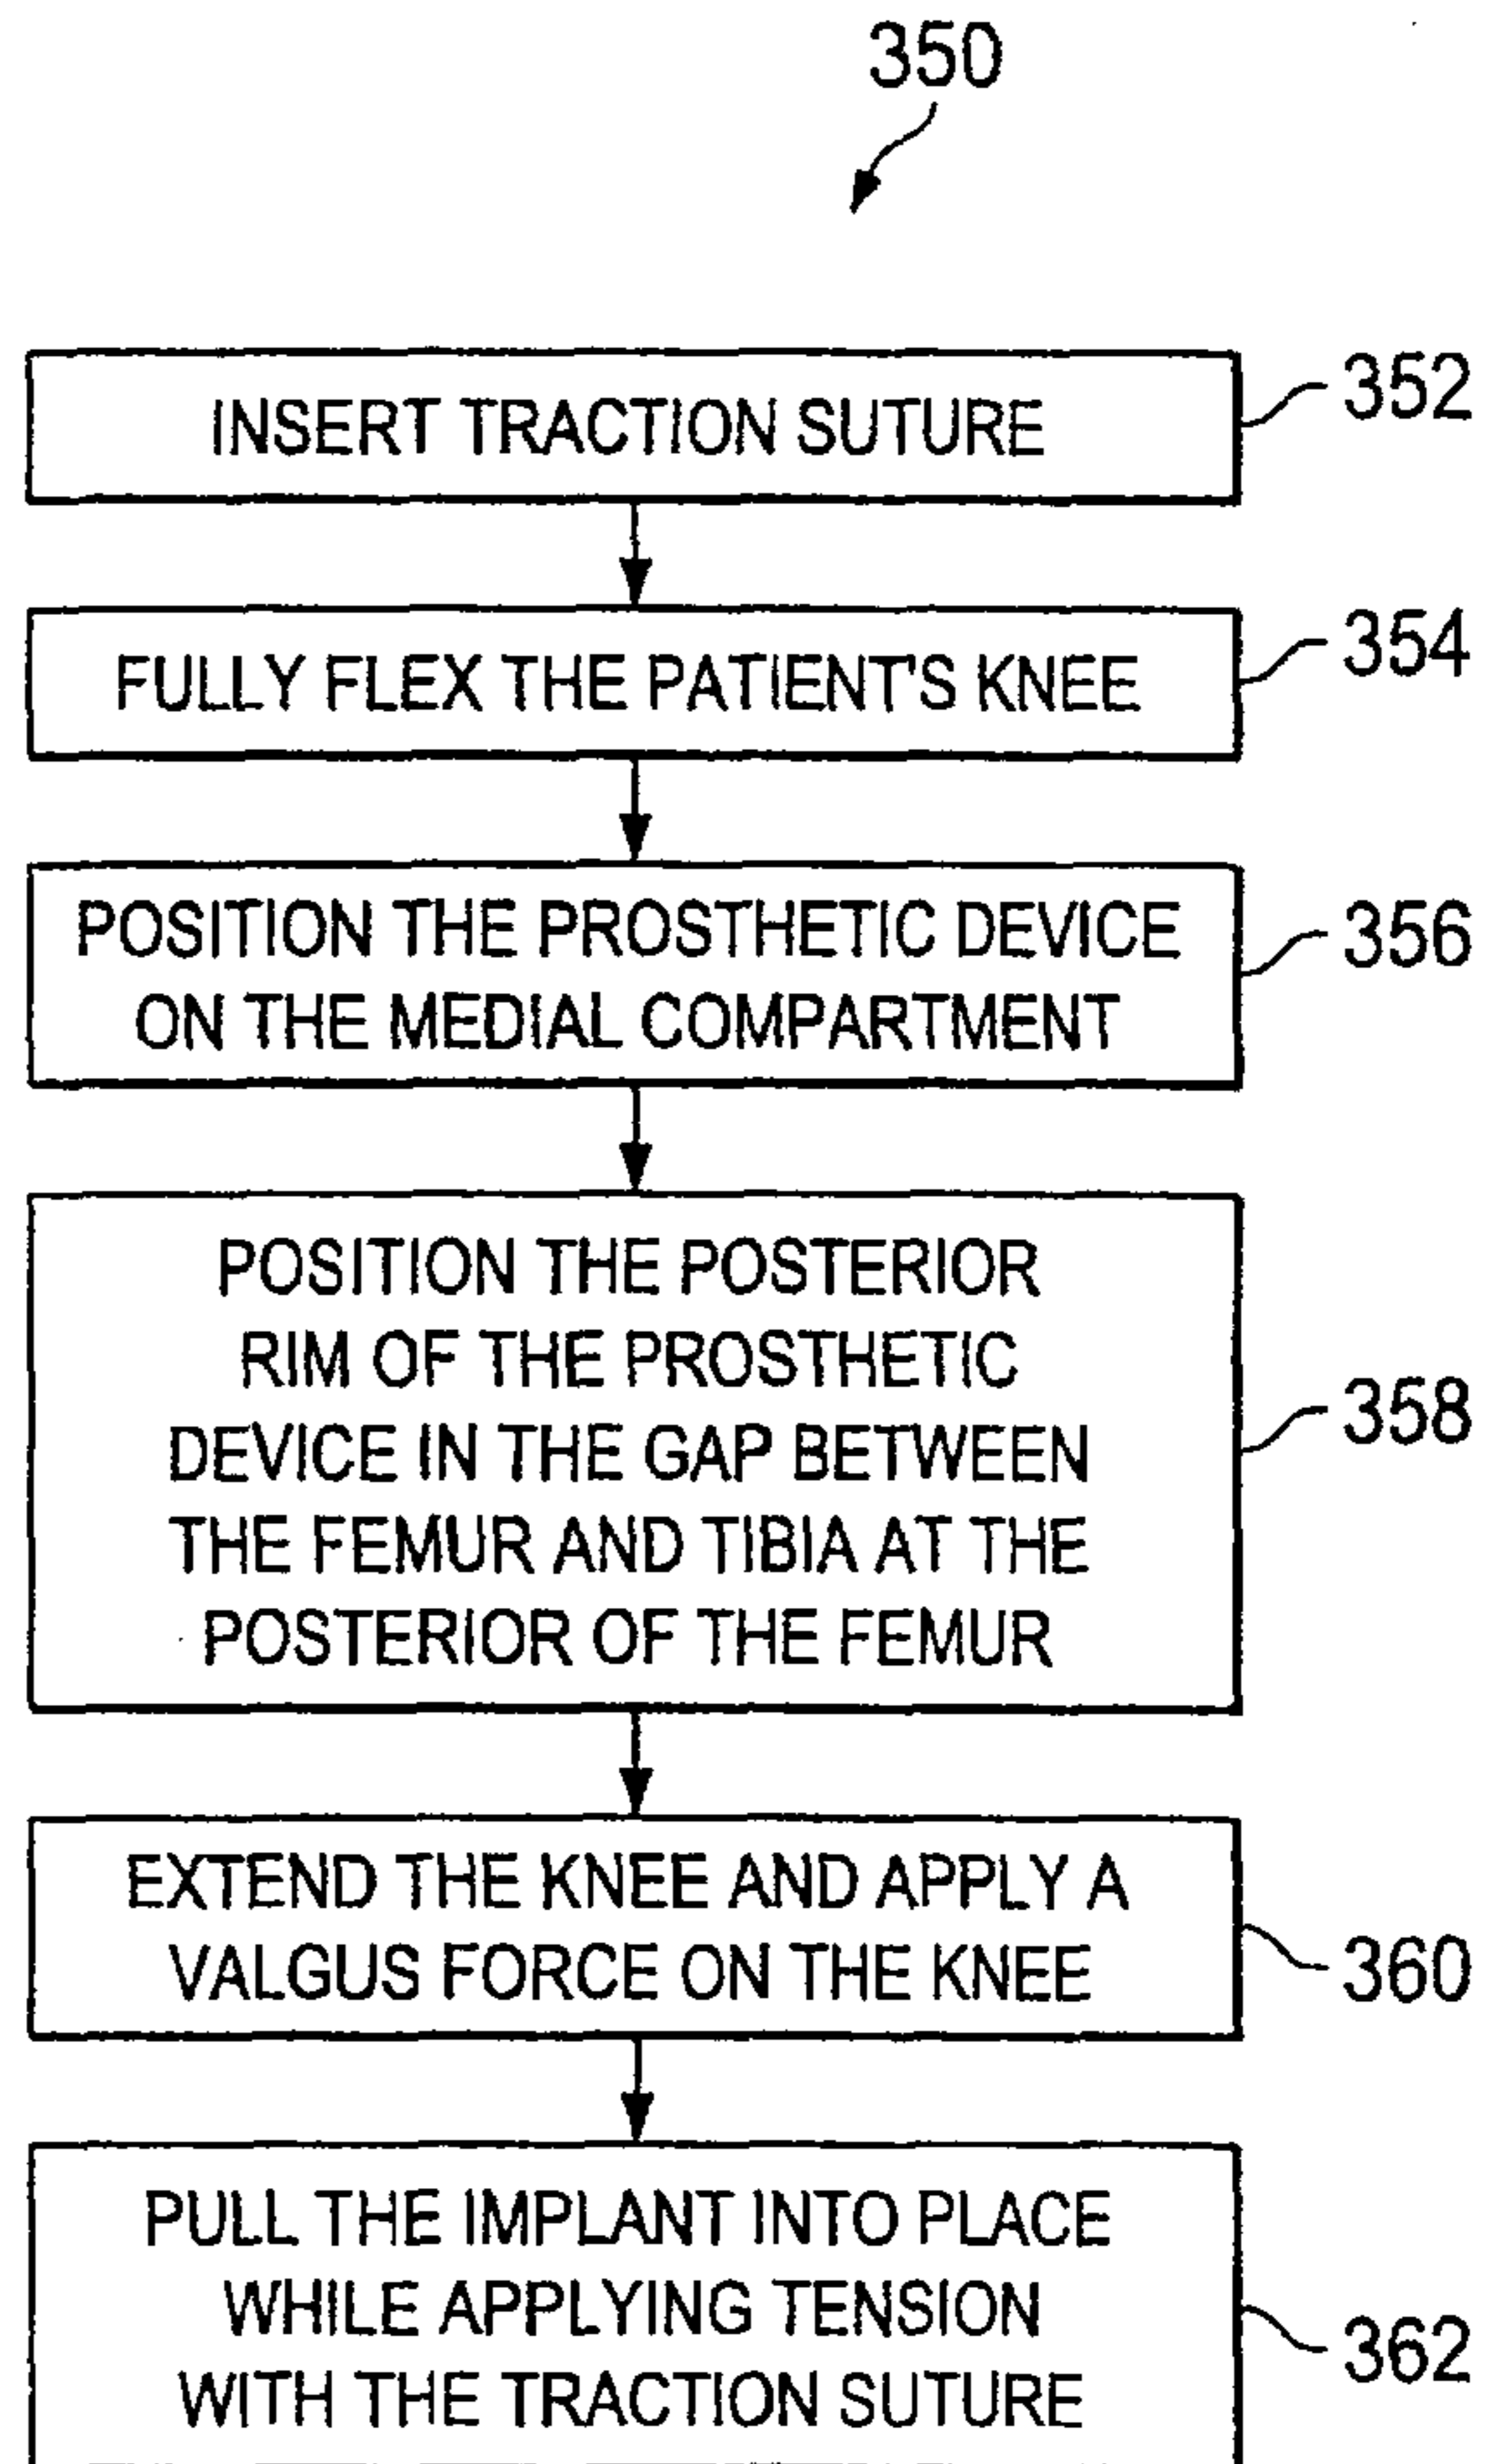 350
INSERT TRACTION SUTURE
352
FULLY FLEX THE PATIENT'S KNEE
354
POSITION THE PROSTHETIC DEVICE
ON THE MEDIAL COMPARTMENT
356
POSITION THE POSTERIOR
RIM OF THE PROSTHETIC
DEVICE IN THE GAP BETWEEN
THE FEMUR AND TIBIA AT THE
POSTERIOR OF THE FEMUR
358
EXTEND THE KNEE AND APPLY A
VALGUS FORCE ON THE KNEE
360
PULL THE IMPLANT INTO PLACE
WHILE APPLYING TENSION
WITH THE TRACTION SUTURE
362